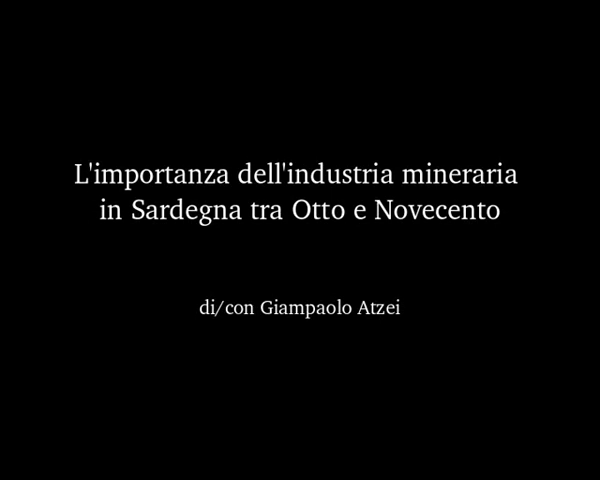 L'importanza dell'industria mineraria
in Sardegna tra Otto e Novecento
di/con Giampaolo Atzei